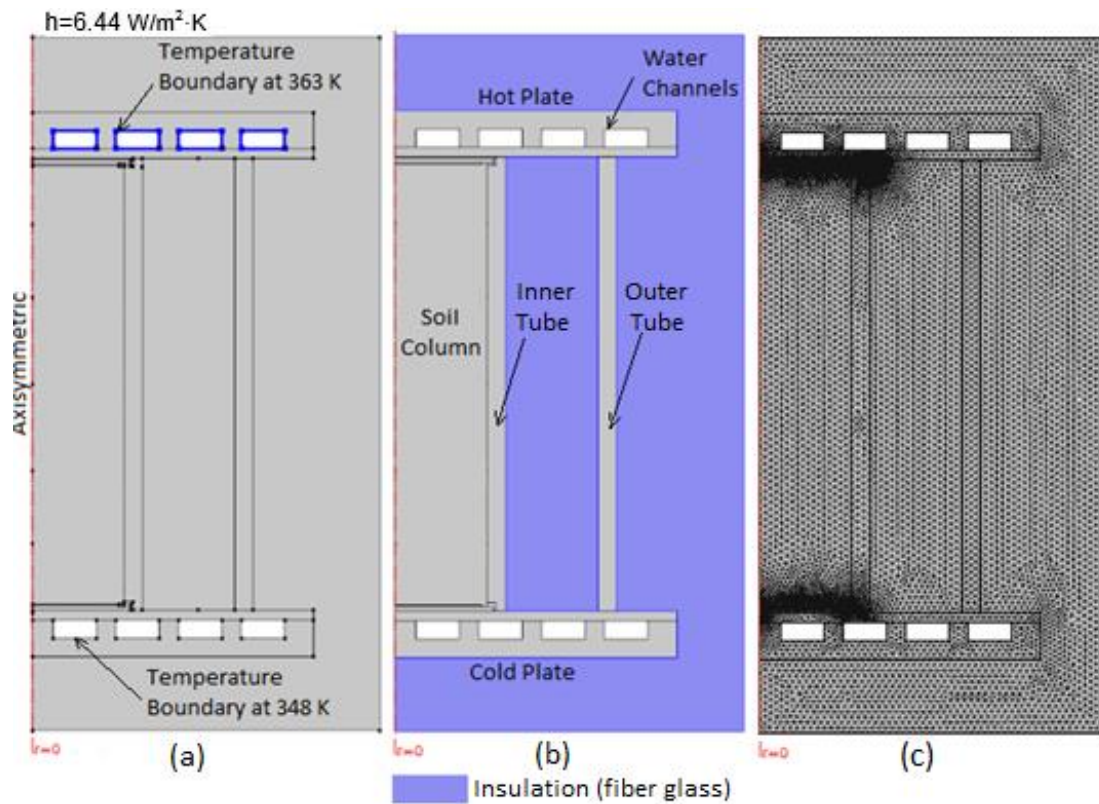 h=6.44 W/m²·K
Temperature
Boundary at 363 K
Axisymmetric
Temperature
Boundary at 348 K
r=0
(a)
Water
Channels
Hot Plate
Inner
Tube
Outer
Tube
Soil
Column
Cold Plate
r=0
(b)
r=0
(c)
Insulation (fiber glass)